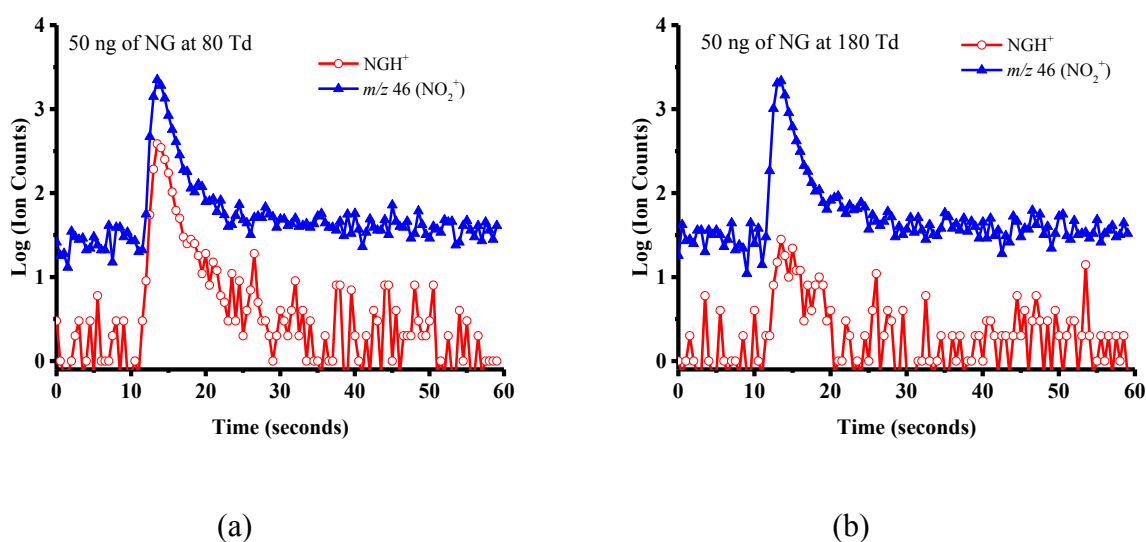 50 ng of NG at 80 Td
NGH⁺
m/z 46 (NO₂⁺)
Log (Ion Counts)
4
3
2
1
0
0 10 20 30 40 50 60
Time (seconds)
(a)
50 ng of NG at 180 Td
NGH⁺
m/z 46 (NO₂⁺)
Log (Ion Counts)
4
3
2
1
0
0 10 20 30 40 50 60
Time (seconds)
(b)